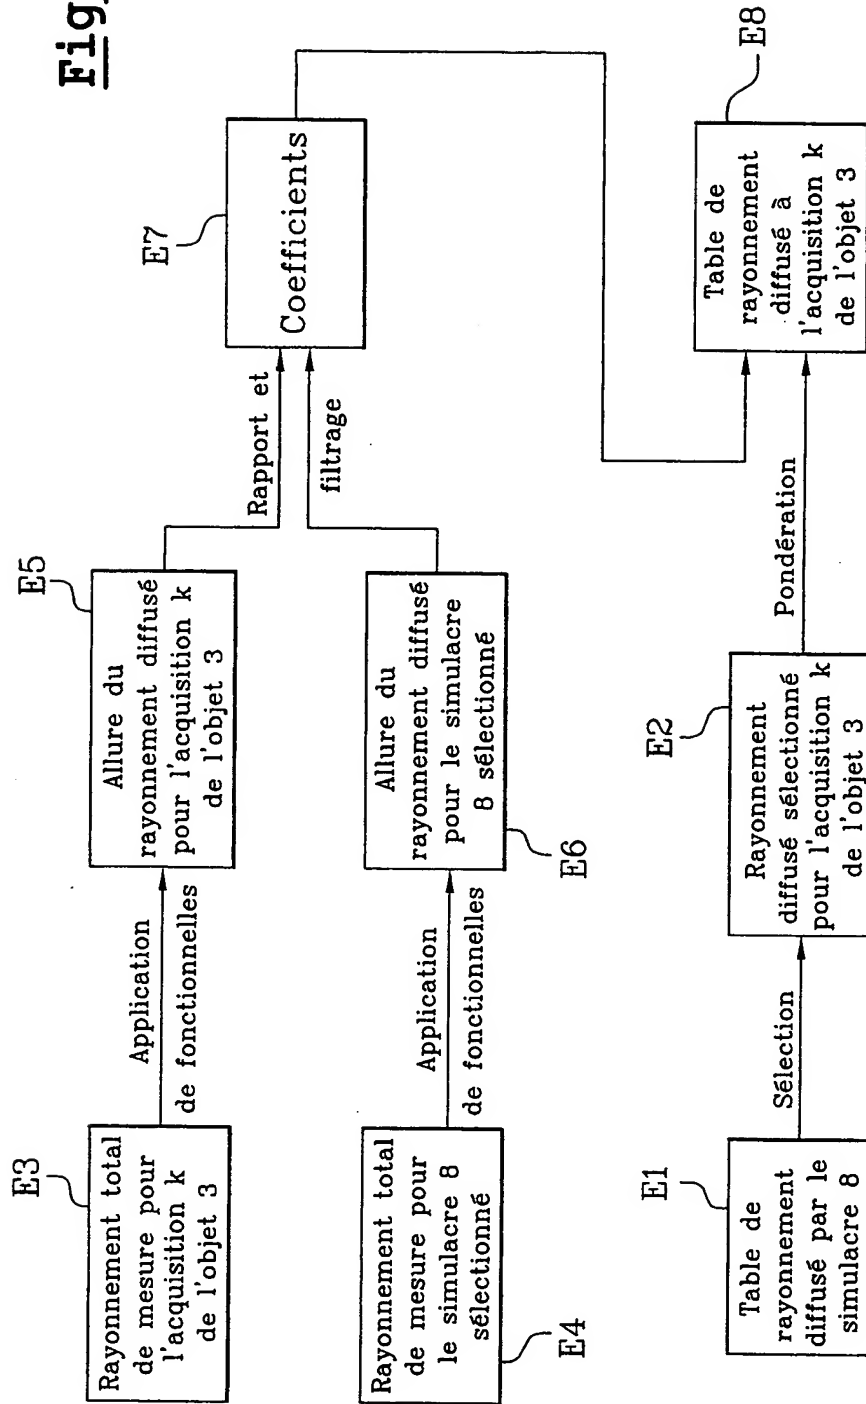 Fig
E3
Rayonnement total
de mesure pour
l'acquisition k
de l'objet 3
Application
de fonctionnelles
E5
Allure du
rayonnement diffusé
pour l'acquisition k
de l'objet 3
Rapport et
filtrage
E7
Coefficients
Rayonnement total
de mesure pour
le simulacre 8
sélectionné
E4
Application
de fonctionnelles
Allure du
rayonnement diffusé
pour le simulacre
8 sélectionné
E6
E1
Table de
rayonnement
diffusé par le
simulacre 8
Sélection
E2
Rayonnement
diffusé sélectionné
pour l'acquisition k
de l'objet 3
Pondération
E8
Table de
rayonnement
diffusé à
l'acquisition k
de l'objet 3